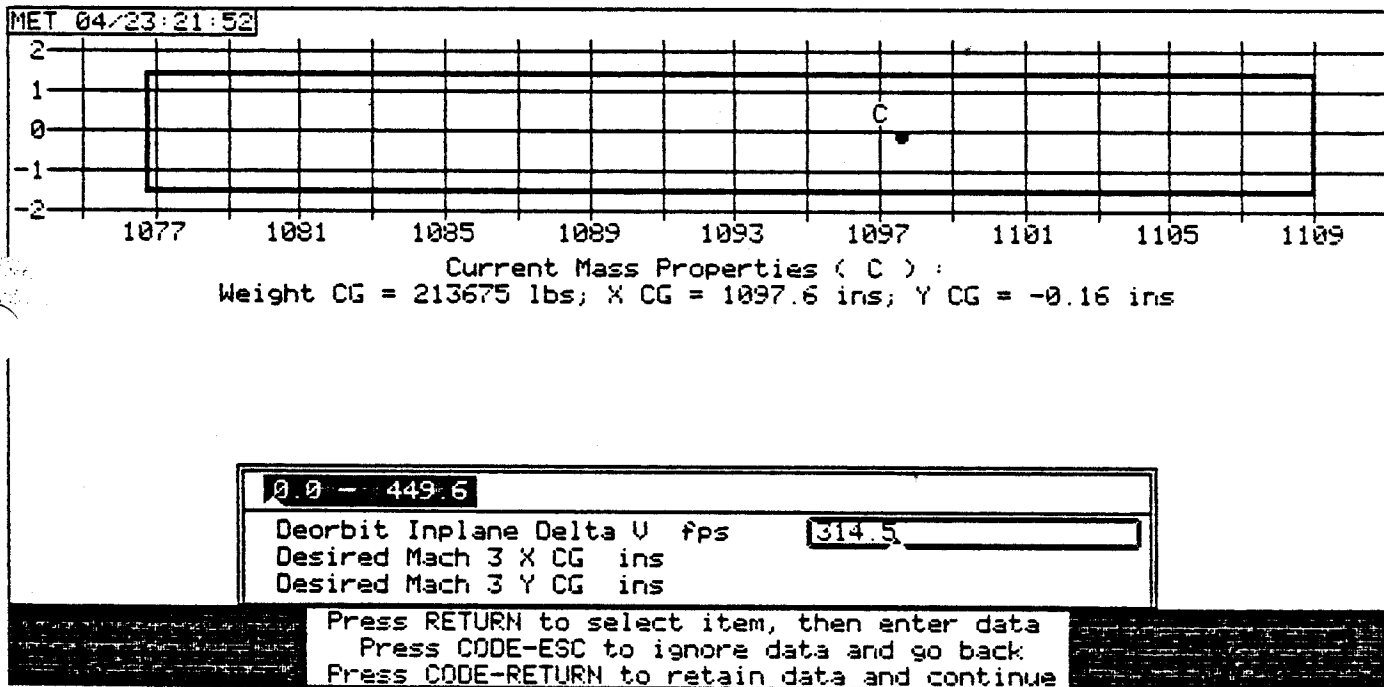 MET 04/23:21:52
2
1
0
-1
-2
C
1077 1081 1085 1089 1093 1097 1101 1105 1109
Current Mass Properties ( C ) :
Weight CG = 213675 lbs; X CG = 1097.6 ins; Y CG = -0.16 ins
0.0 - 449.6
Deorbit Inplane Delta V fps 314.5
Desired Mach 3 X CG ins
Desired Mach 3 Y CG ins
Press RETURN to select item, then enter data
Press CODE-ESC to ignore data and go back
Press CODE-RETURN to retain data and continue